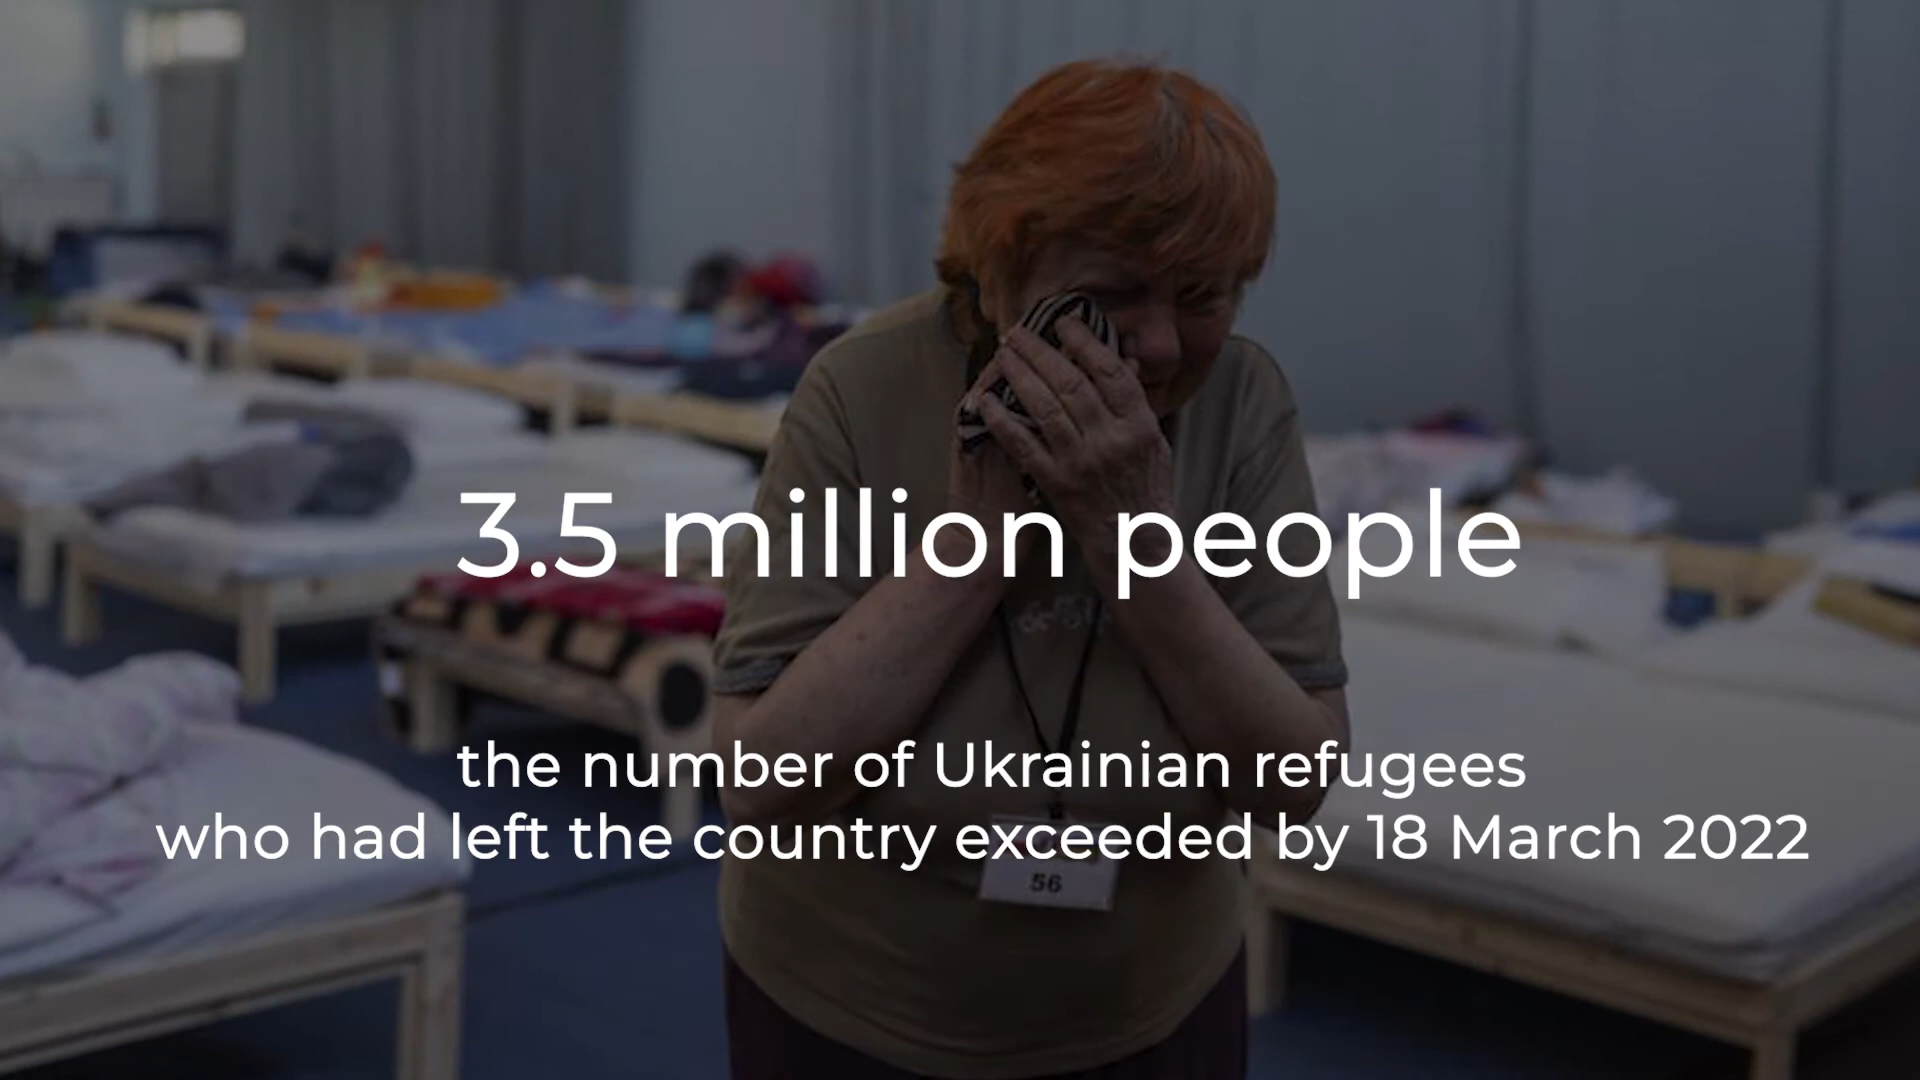 3.5 million people
the number of Ukrainian refugees
who had left the country exceeded by 18 March 2022
56